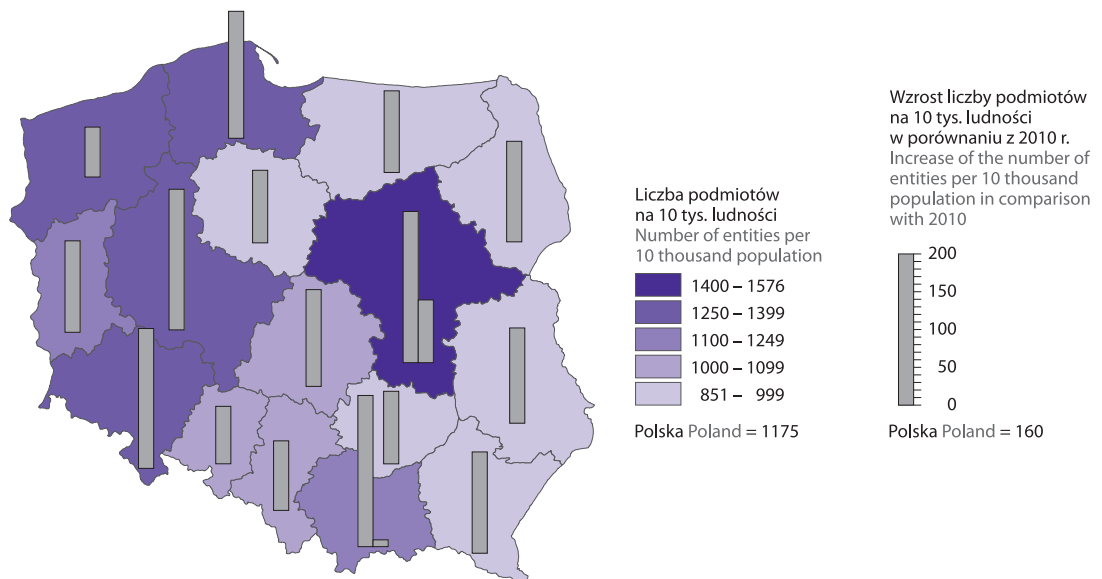 Liczba podmiotów
na 10 tys. ludności
Number of entities per
10 thousand population
1400 – 1576
1250 – 1399
1100 – 1249
1000 – 1099
851 – 999
Polska Poland = 1175
Wzrost liczby podmiotów
na 10 tys. ludności
w porównaniu z 2010 r.
Increase of the number of
entities per 10 thousand
population in comparison
with 2010
200
150
100
50
0
Polska Poland = 160